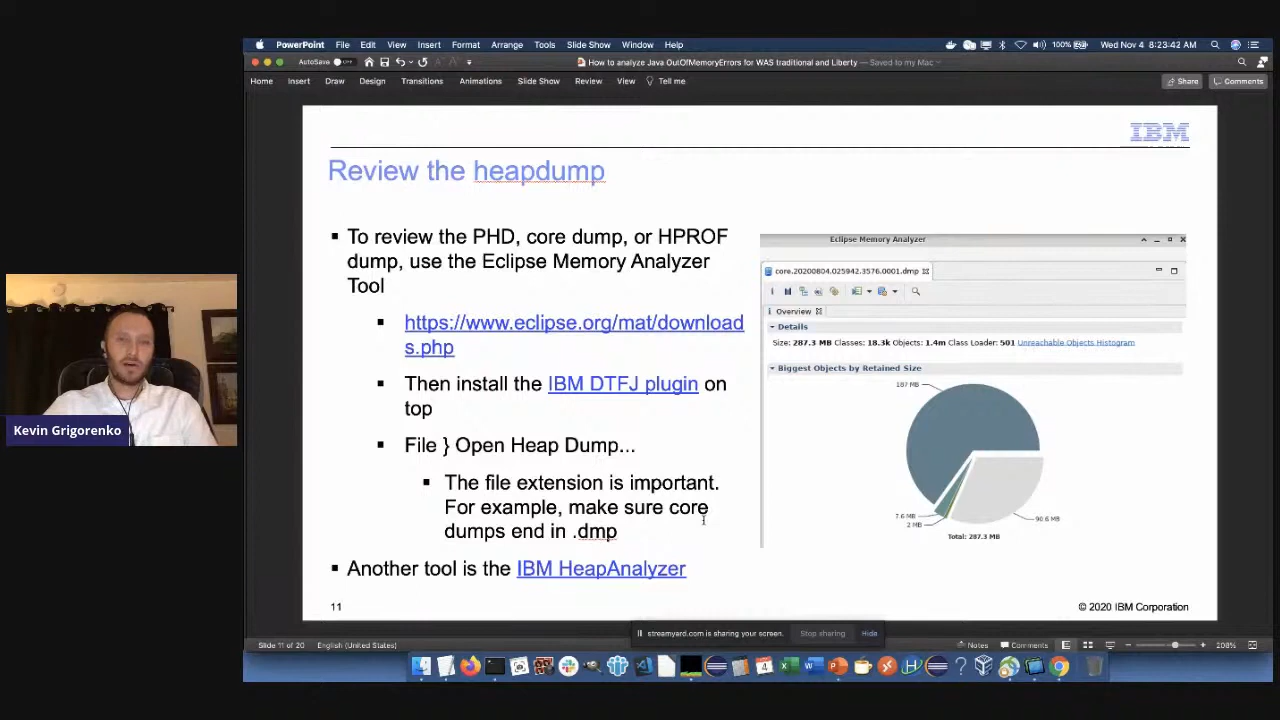 PowerPoint File Edit View Insert Format Arrange Tools Slide Show Window Help 100% Wed Nov 4 8:23:42 AM
AutoSave OFF How to analyze Java OutOfMemoryErrors for WAS traditional and Liberty — Saved to my Mac
Home Insert Draw Design Transitions Animations Slide Show Review View Tell me Share Comments
IBM
Review the heapdump
To review the PHD, core dump, or HPROF
dump, use the Eclipse Memory Analyzer
Tool
https://www.eclipse.org/mat/download
s.php
Then install the IBM DTFJ plugin on
top
File } Open Heap Dump...
The file extension is important.
For example, make sure core
dumps end in .dmp
Another tool is the IBM HeapAnalyzer
Eclipse Memory Analyzer
core.20200804.025942.3576.0001.dmp
Overview
Details
Size: 287.3 MB Classes: 18.3k Objects: 1.4m Class Loader: 501 Unreachable Objects Histogram
Biggest Objects by Retained Size
187 MB
7.6 MB
2 MB
90.6 MB
Total: 287.3 MB
11
© 2020 IBM Corporation
Kevin Grigorenko
streamyard.com is sharing your screen. Stop sharing Hide
Slide 11 of 20 English (United States) Notes Comments 208%